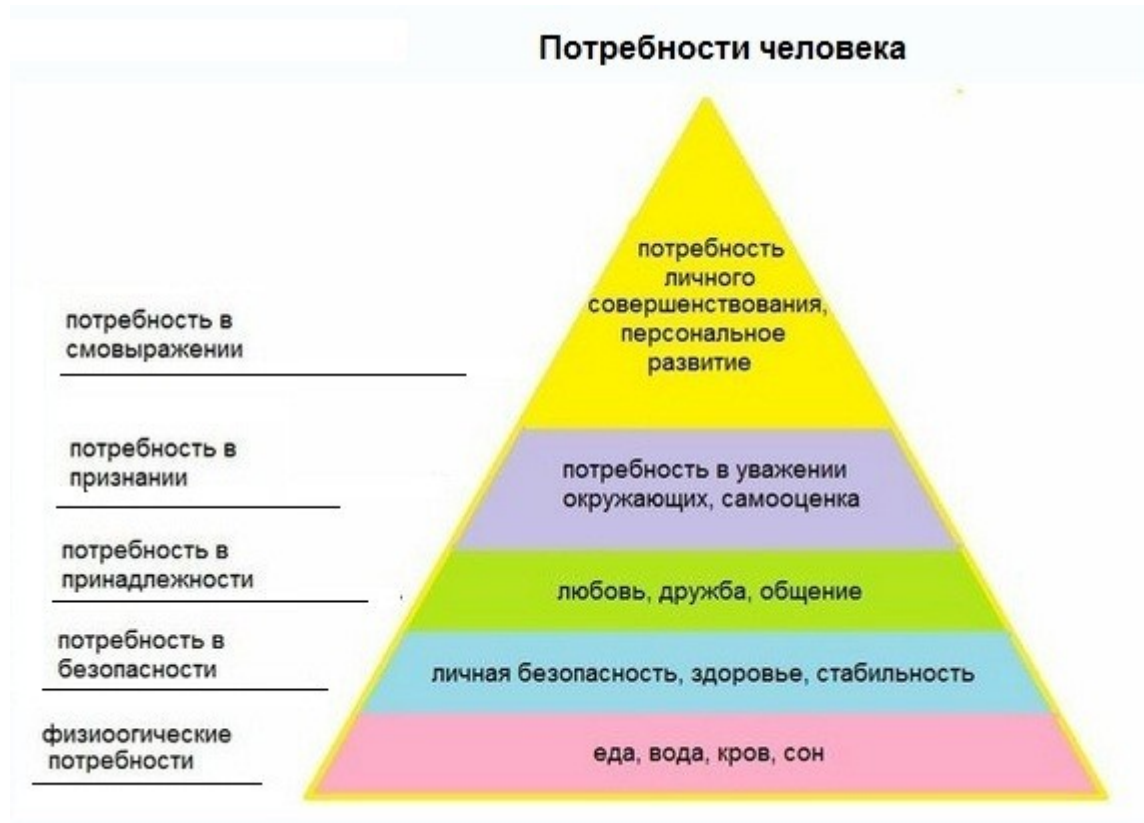 Потребности человека
потребность
личного
совершенствования,
персональное
развитие
потребность в
смовыражении
потребность в
признании
потребность в уважении
окружающих, самооценка
потребность в
принадлежности
любовь, дружба, общение
потребность в
безопасности
личная безопасность, здоровье, стабильность
физиоогические
потребности
еда, вода, кров, сон